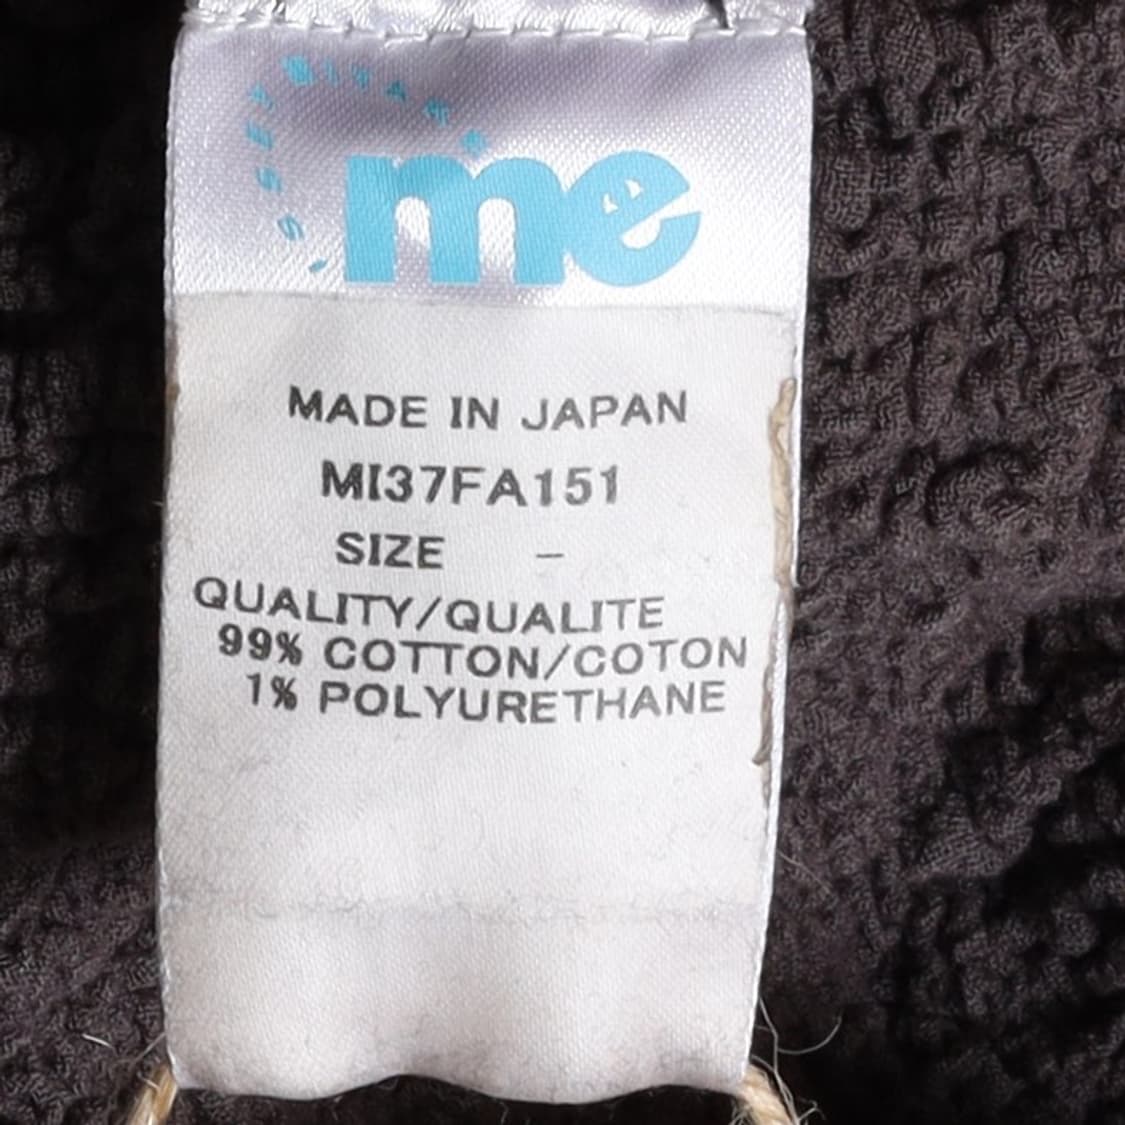 me
MADE IN JAPAN
MI37FA151
SIZE –
QUALITY/QUALITE
99% COTTON/COTON
1% POLYURETHANE